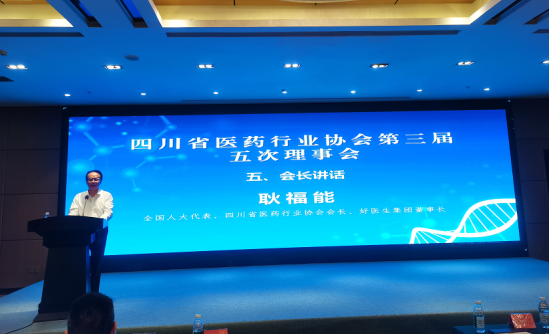 四川省医药行业协会第三届
五次理事会
五、会长讲话
耿福能
全国人大代表、四川省医药行业协会会长、好医生集团董事长